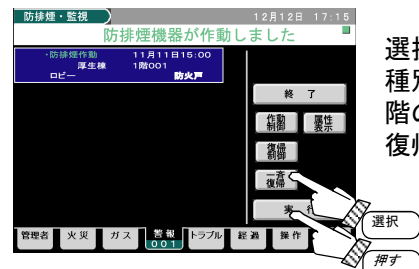 防排煙・監視
12月12日 17:15
防排煙機器が作動しました
・防排煙作動 11月11日15:00
厚生棟 1階001
ロビー 防火戸
終 了
作動
制御
属性
表示
復帰
制御
一斉
復帰
実
管理者 火災 ガス 警報 トラブル 経過 操作
001
選択
押す
選
種
階の
復